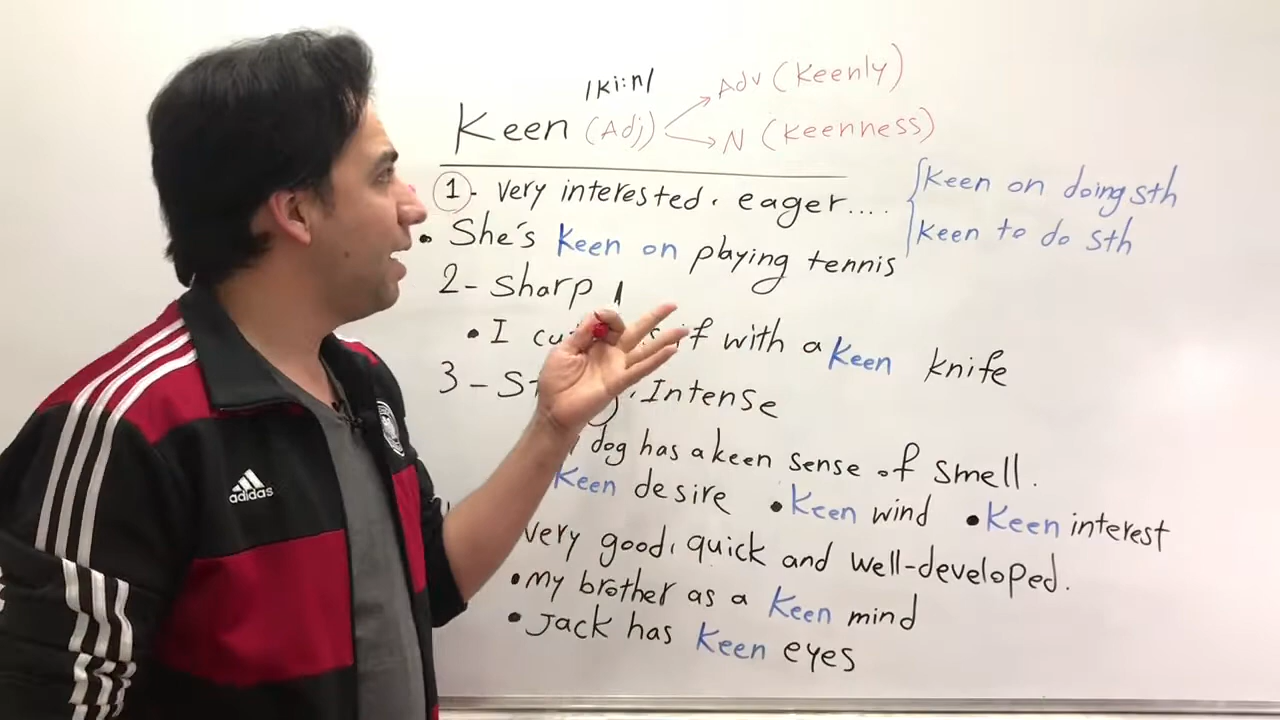 /ki:n/
Keen (Adj)
Adv (Keenly)
N (Keenness)
1- very interested, eager....
keen on doing sth
keen to do sth
• She's keen on playing tennis
2- Sharp
• I cut if with a keen knife
3- Intense
dog has a keen sense of smell.
Keen desire • Keen wind • Keen interest
very good, quick and well-developed.
• my brother as a keen mind
• Jack has keen eyes
adidas